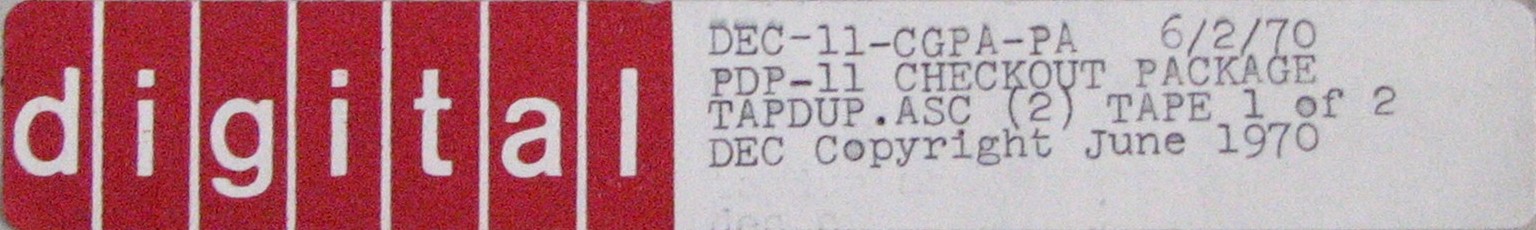 digital
DEC-11-CGPA-PA 6/2/70
PDP-11 CHECKOUT PACKAGE
TAPDUP.ASC (2) TAPE 1 of 2
DEC Copyright June 1970